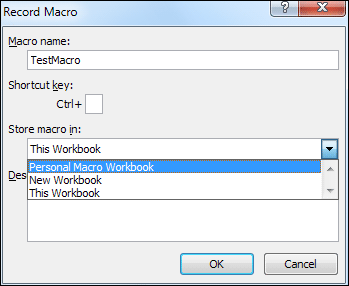 Record Macro
Macro name:
TestMacro
Shortcut key:
Ctrl+
Store macro in:
This Workbook
Personal Macro Workbook
Des
New Workbook
This Workbook
OK
Cancel